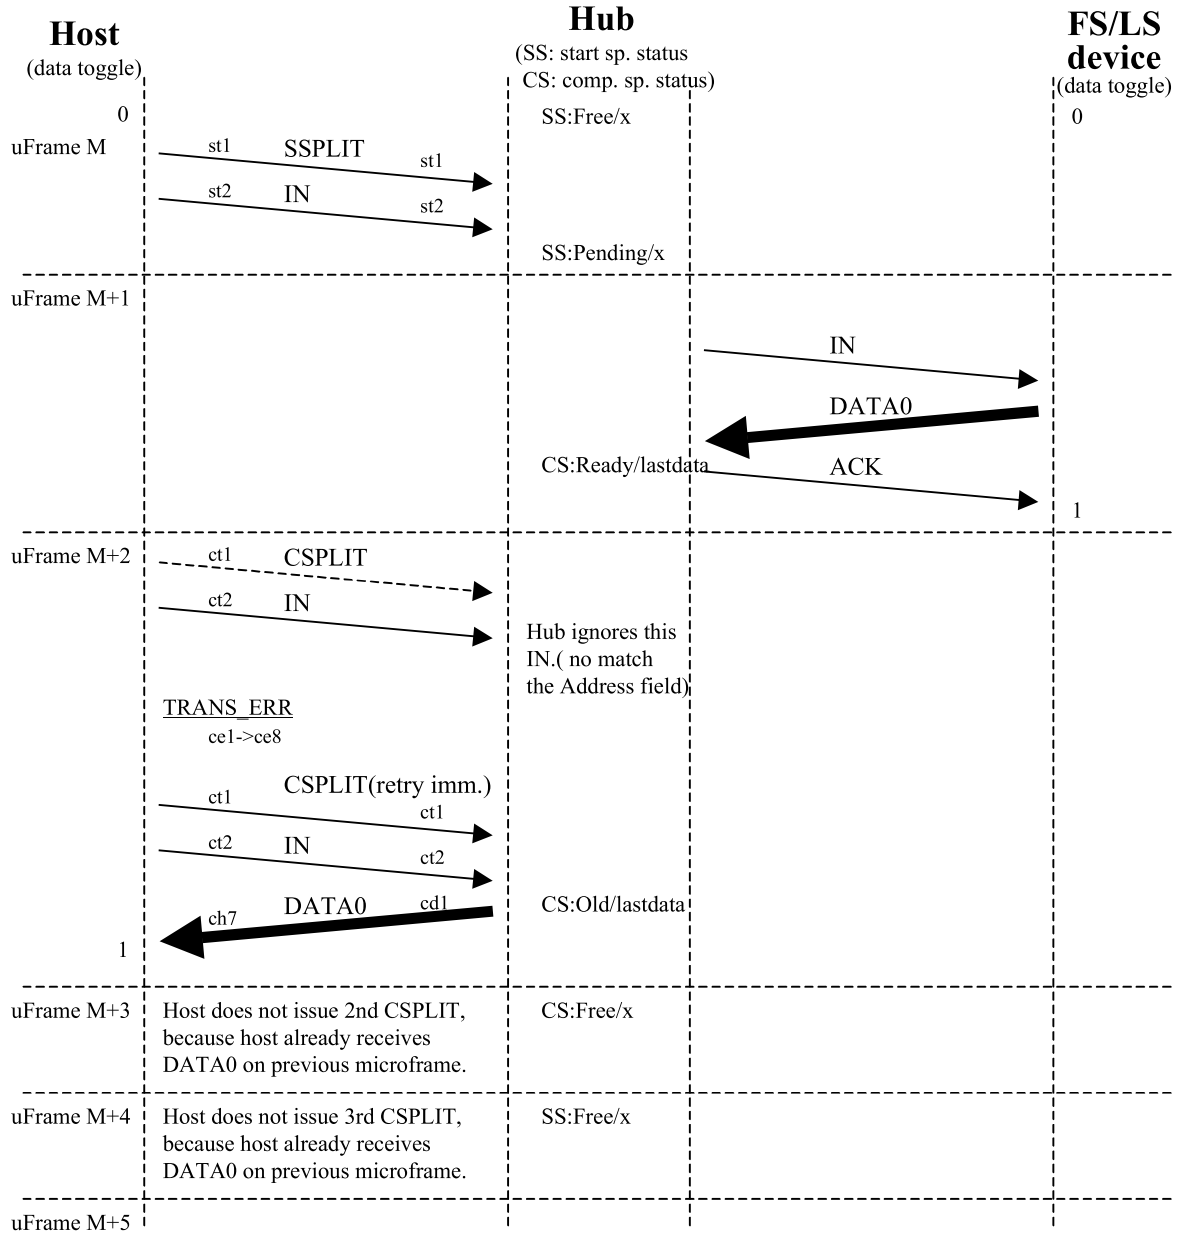 Host
(data toggle)
Hub
(SS: start sp. status
CS: comp. sp. status)
FS/LS
device
(data toggle)
0
SS:Free/x
0
uFrame M
st1
SSPLIT
st1
st2
IN
st2
SS:Pending/x
uFrame M+1
IN
DATA0
CS:Ready/lastdata
ACK
1
uFrame M+2
ct1
CSPLIT
ct2
IN
Hub ignores this
IN.( no match
the Address field)
TRANS_ERR
ce1->ce8
CSPLIT(retry imm.)
ct1
ct1
ct2
IN
ct2
DATA0
cd1
CS:Old/lastdata
ch7
1
uFrame M+3
Host does not issue 2nd CSPLIT,
because host already receives
DATA0 on previous microframe.
CS:Free/x
uFrame M+4
Host does not issue 3rd CSPLIT,
because host already receives
DATA0 on previous microframe.
SS:Free/x
uFrame M+5